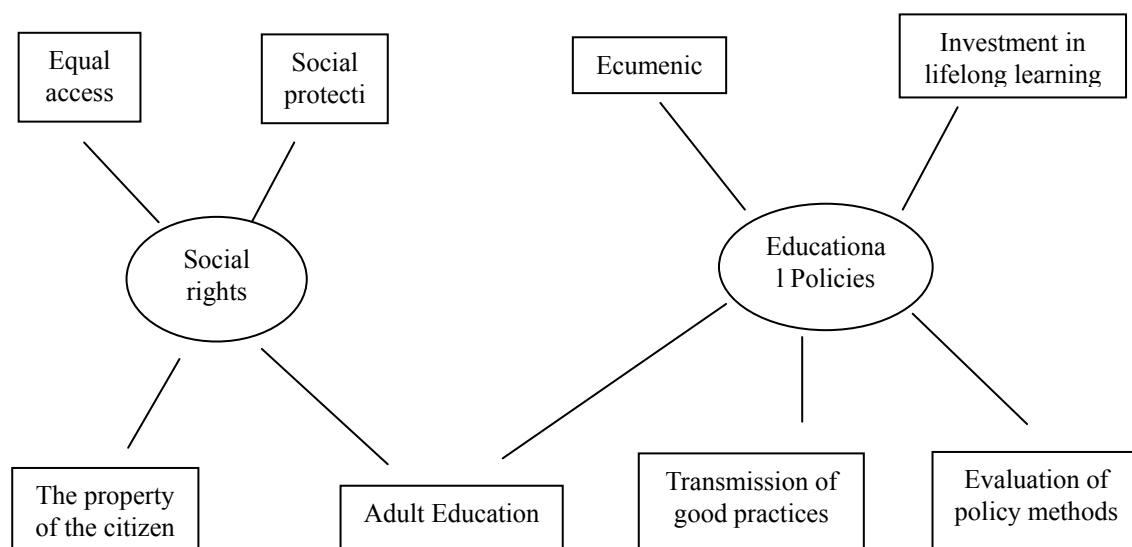 Equal
access
Social
protecti
Ecumenic
Investment in
lifelong learning
Social
rights
Educationa
l Policies
The property
of the citizen
Adult Education
Transmission of
good practices
Evaluation of
policy methods